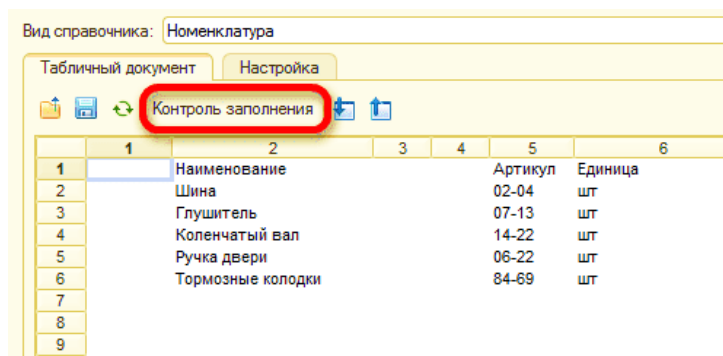 Вид справочника: Номенклатура
Табличный документ Настройка
Контроль заполнения
1 2 3 4 5 6
1 Наименование Артикул Единица
2 Шина 02-04 шт
3 Глушитель 07-13 шт
4 Коленчатый вал 14-22 шт
5 Ручка двери 06-22 шт
6 Тормозные колодки 84-69 шт
7
8
9